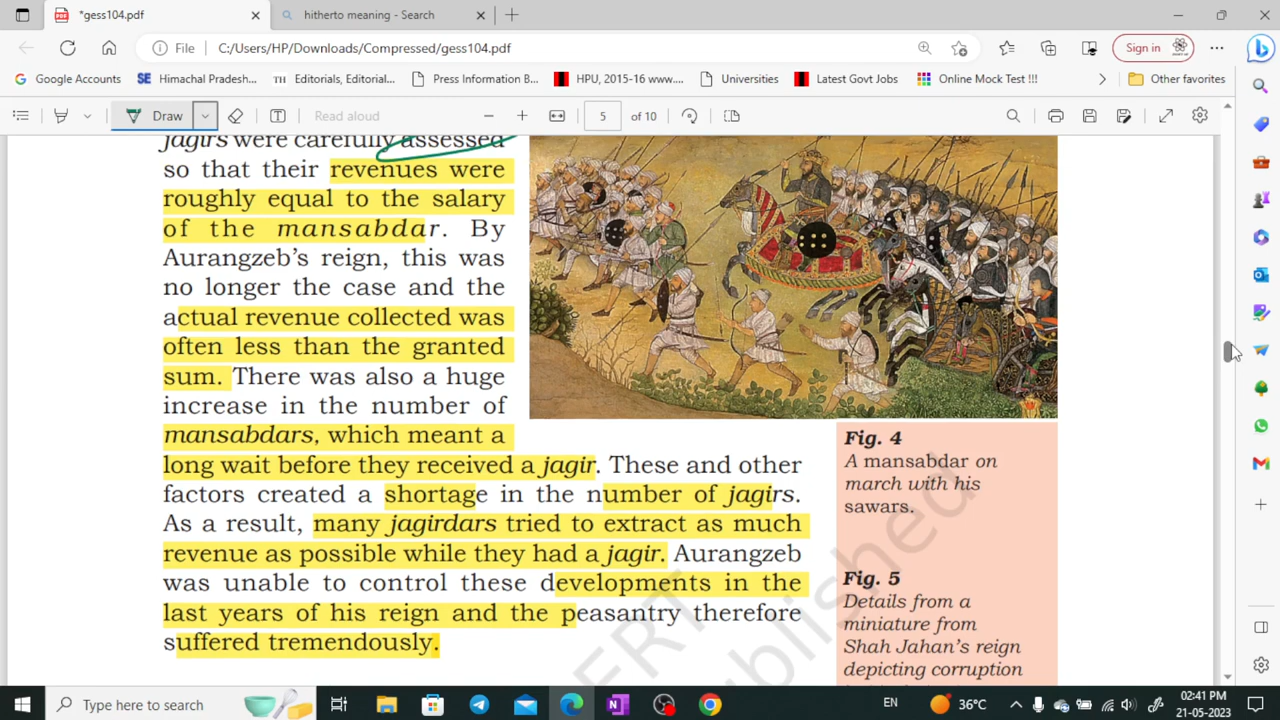 *gess104.pdf
hitherto meaning - Search
File
C:/Users/HP/Downloads/Compressed/gess104.pdf
Sign in
Google Accounts
SE Himachal Pradesh...
TH Editorials, Editorial...
Press Information B...
HPU, 2015-16 www....
Universities
Latest Govt Jobs
Online Mock Test !!!
Other favorites
Draw
Read aloud
5 of 10
jagirs were carefully assessed
so that their revenues were
roughly equal to the salary
of the mansabdar. By
Aurangzeb’s reign, this was
no longer the case and the
actual revenue collected was
often less than the granted
sum. There was also a huge
increase in the number of
mansabdars, which meant a
long wait before they received a jagir. These and other
factors created a shortage in the number of jagirs.
As a result, many jagirdars tried to extract as much
revenue as possible while they had a jagir. Aurangzeb
was unable to control these developments in the
last years of his reign and the peasantry therefore
suffered tremendously.
Fig. 4
A mansabdar on
march with his
sawars.
Fig. 5
Details from a
miniature from
Shah Jahan’s reign
depicting corruption
Type here to search
36°C
EN
02:41 PM
21-05-2023